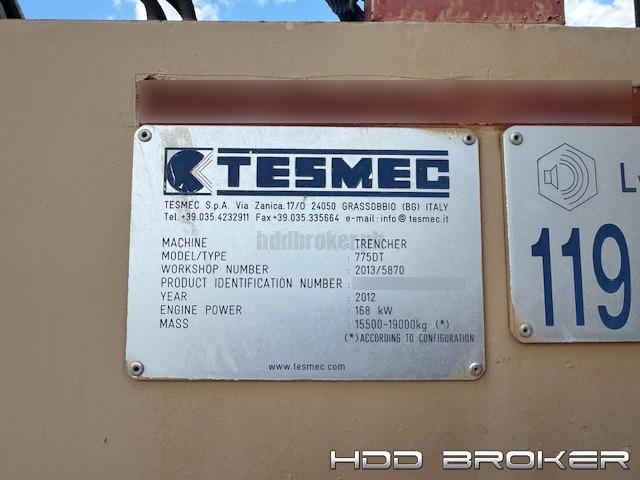 TESMEC
TESMEC S.p.A. Via Zanica.17/O 24050 GRASSOBBIO (BG) ITALY
Tel.+39.035.4232911 Fax+39.035.335664 e-mail:info@tesmec.it
MACHINE : TRENCHER
MODEL/TYPE : 775DT
WORKSHOP NUMBER : 2013/5870
PRODUCT IDENTIFICATION NUMBER :
YEAR : 2012
ENGINE POWER : 168 kW
MASS : 15500-19000kg (*)
(*)ACCORDING TO CONFIGURATION
www.tesmec.com
119
HDD BROKER